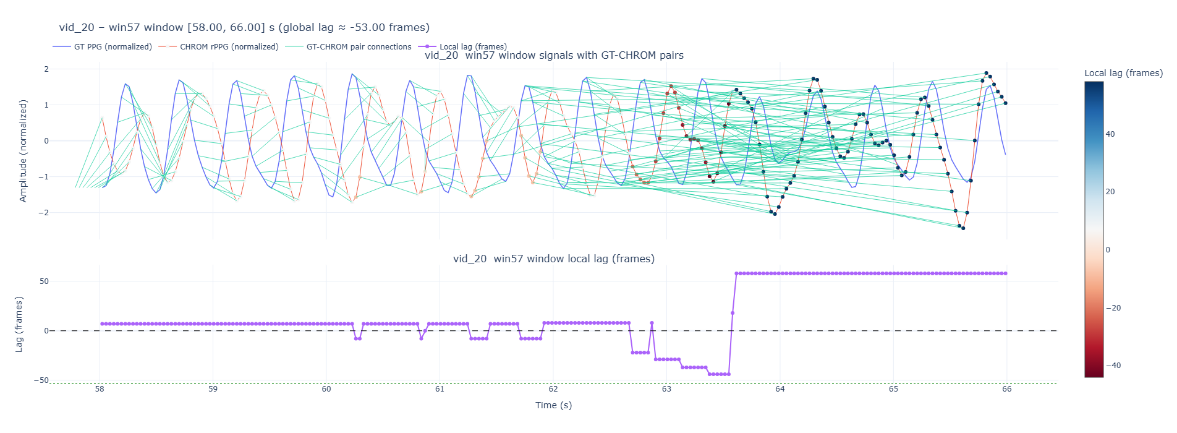 vid_20 – win57 window [58.00, 66.00] s (global lag ≈ -53.00 frames)
GT PPG (normalized) CHROM rPPG (normalized) GT-CHROM pair connections Local lag (frames)
vid_20 win57 window signals with GT-CHROM pairs
Local lag (frames)
Amplitude (normalized)
2
1
0
−1
−2
40
20
0
−20
−40
vid_20 win57 window local lag (frames)
Lag (frames)
50
0
−50
58 59 60 61 62 63 64 65 66
Time (s)